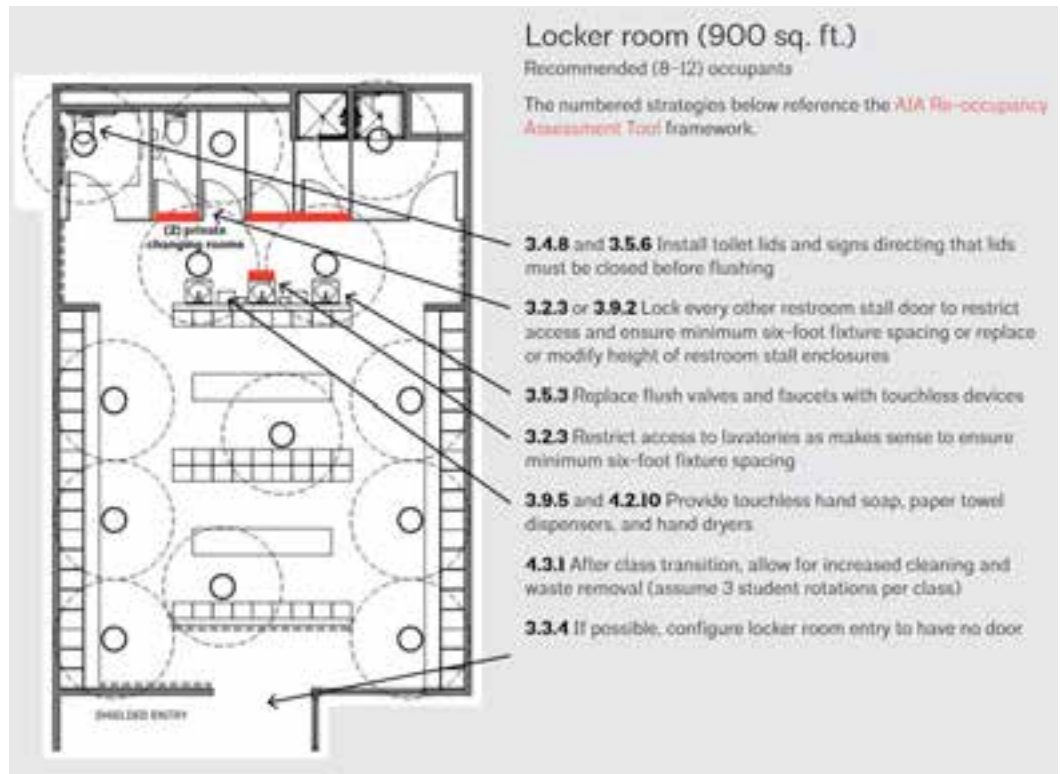 Locker room (900 sq. ft.)
Recommended (8-12) occupants
The numbered strategies below reference the AIA Re-occupancy
Assessment Tool framework.
(2) private
changing rooms
3.4.8 and 3.5.6 Install toilet lids and signs directing that lids
must be closed before flushing
3.2.3 or 3.9.2 Lock every other restroom stall door to restrict
access and ensure minimum six-foot fixture spacing or replace
or modify height of restroom stall enclosures
3.5.3 Replace flush valves and faucets with touchless devices
3.2.3 Restrict access to lavatories as makes sense to ensure
minimum six-foot fixture spacing
3.9.5 and 4.2.10 Provide touchless hand soap, paper towel
dispensers, and hand dryers
4.3.1 After class transition, allow for increased cleaning and
waste removal (assume 3 student rotations per class)
3.3.4 If possible, configure locker room entry to have no door
SHIELDED ENTRY